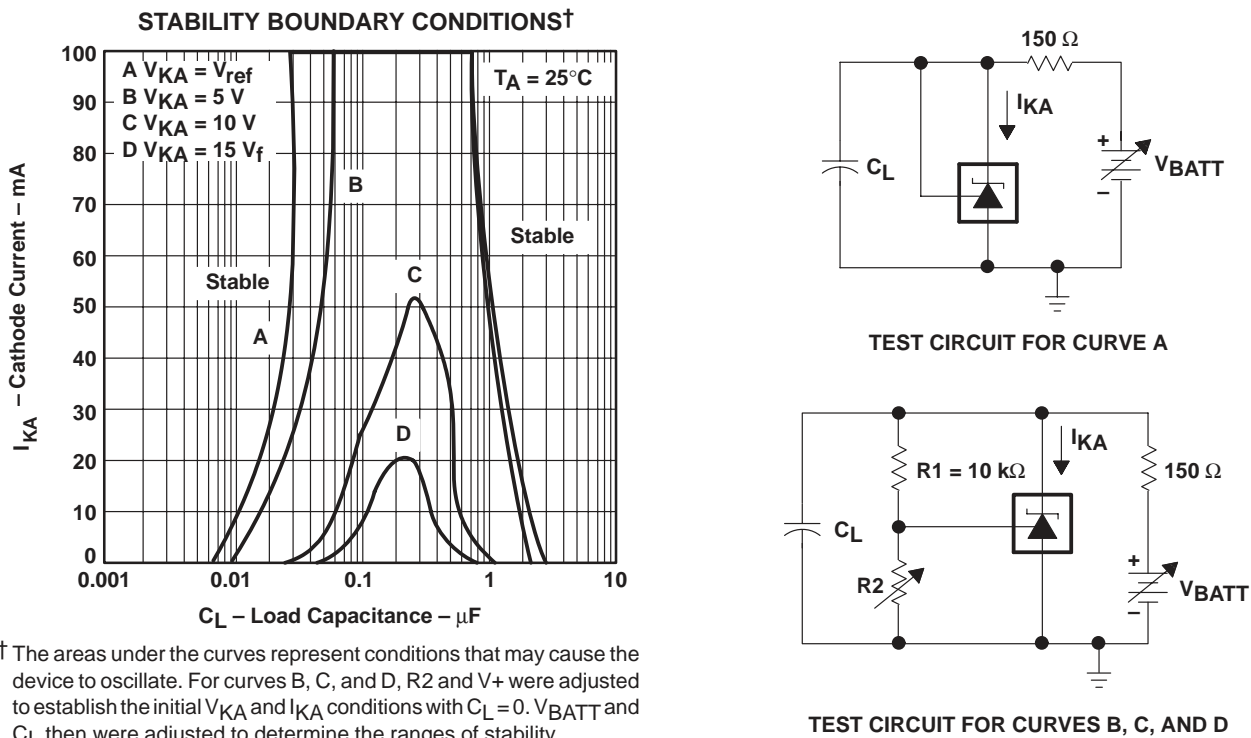 STABILITY BOUNDARY CONDITIONS†
100
90
80
70
60
50
40
30
20
10
0
I_KA – Cathode Current – mA
A V_KA = V_ref
B V_KA = 5 V
C V_KA = 10 V
D V_KA = 15 V_f
T_A = 25°C
B
Stable
Stable
C
A
D
0.001
0.01
0.1
1
10
C_L – Load Capacitance – μF
† The areas under the curves represent conditions that may cause the
device to oscillate. For curves B, C, and D, R2 and V+ were adjusted
to establish the initial V_KA and I_KA conditions with C_L = 0. V_BATT and
C_L then were adjusted to determine the ranges of stability.
150 Ω
I_KA
C_L
+
V_BATT
–
TEST CIRCUIT FOR CURVE A
I_KA
R1 = 10 kΩ
150 Ω
C_L
+
R2
V_BATT
–
TEST CIRCUIT FOR CURVES B, C, AND D